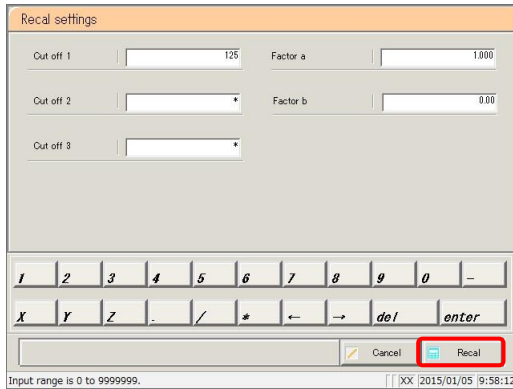 Recal settings
Cut off 1 125 Factor a 1.000
Cut off 2 * Factor b 0.00
Cut off 3 *
1 2 3 4 5 6 7 8 9 0 -
X Y Z . / * ← → del enter
Cancel Recal
Input range is 0 to 9999999. XX 2015/01/05 9:58:12